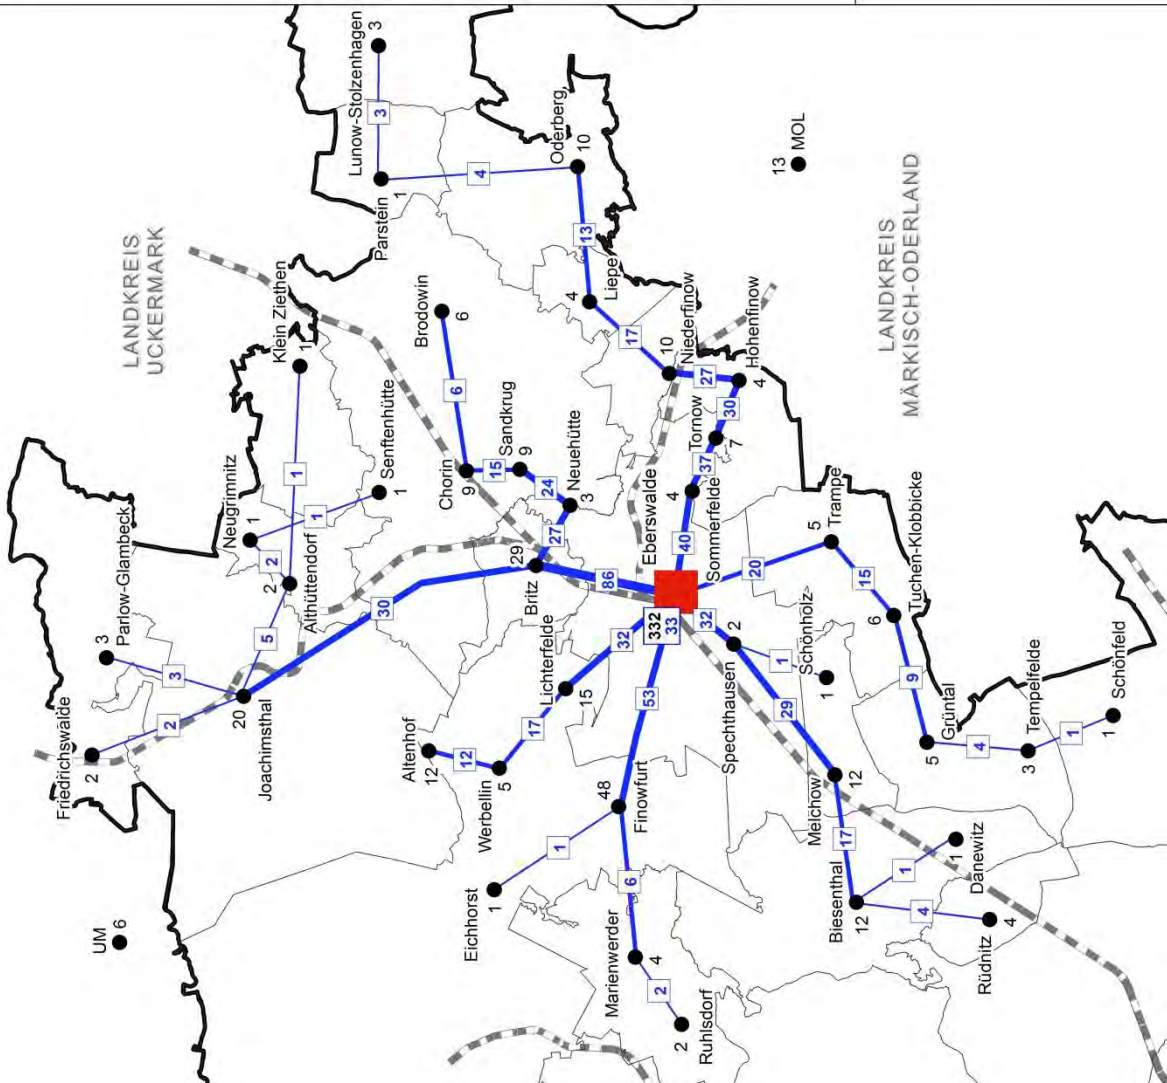 LANDKREIS
UCKERMARK
LANDKREIS
MÄRKISCH-ODERLAND
Lunow-Stolzenhagen
3
3
Parstein
1
4
Oderberg
10
13
Liepe
4
17
Niederfinow
10
27
Hohenfinow
4
30
Tornow
7
37
Sommerfelde
4
40
Eberswalde
332
33
13
MOL
Klein Ziethen
1
1
Senffenhütte
1
1
Neugrimnitz
1
2
Althüttendorf
2
5
Parlow-Glambeck
3
3
Friedrichswalde
2
2
Joachimsthal
20
30
Brodowin
6
6
Chorin
9
15
Sandkrug
9
24
Neuehütte
3
27
Britz
29
86
Lichterfelde
15
32
17
Werbellin
5
12
Altenhof
12
Finowfurt
48
53
1
Eichhorst
1
6
Marienwerder
4
2
Ruhlsdorf
2
UM
6
32
Spechthausen
2
1
Schönholz
1
29
Melchow
12
17
Biesenthal
12
1
Danewitz
1
4
Rüdnitz
4
20
Trampe
5
15
Tuchen-Klobbicke
6
9
Grüntal
5
4
Tempelfelde
3
1
Schönfeld
1